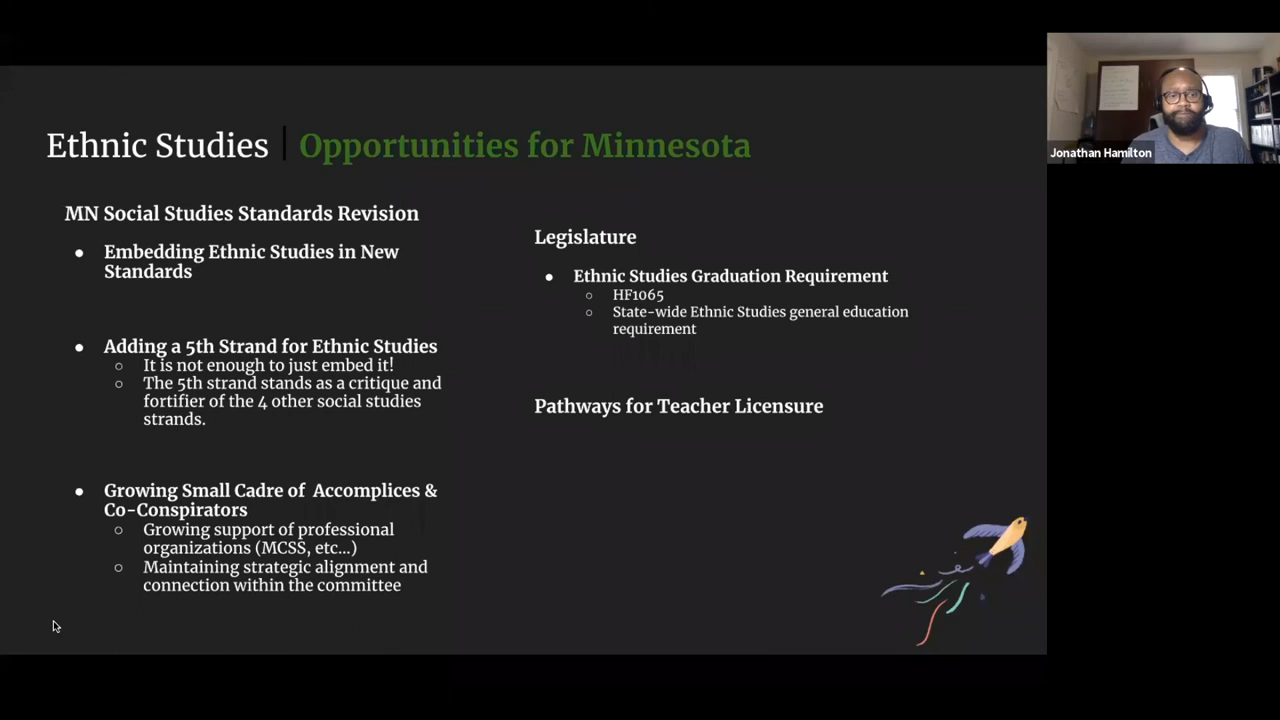 Ethnic Studies | Opportunities for Minnesota
MN Social Studies Standards Revision
● Embedding Ethnic Studies in New
Standards
● Adding a 5th Strand for Ethnic Studies
○ It is not enough to just embed it!
○ The 5th strand stands as a critique and
fortifier of the 4 other social studies
strands.
● Growing Small Cadre of Accomplices &
Co-Conspirators
○ Growing support of professional
organizations (MCSS, etc...)
○ Maintaining strategic alignment and
connection within the committee
Legislature
● Ethnic Studies Graduation Requirement
○ HF1065
○ State-wide Ethnic Studies general education
requirement
Pathways for Teacher Licensure
Jonathan Hamilton